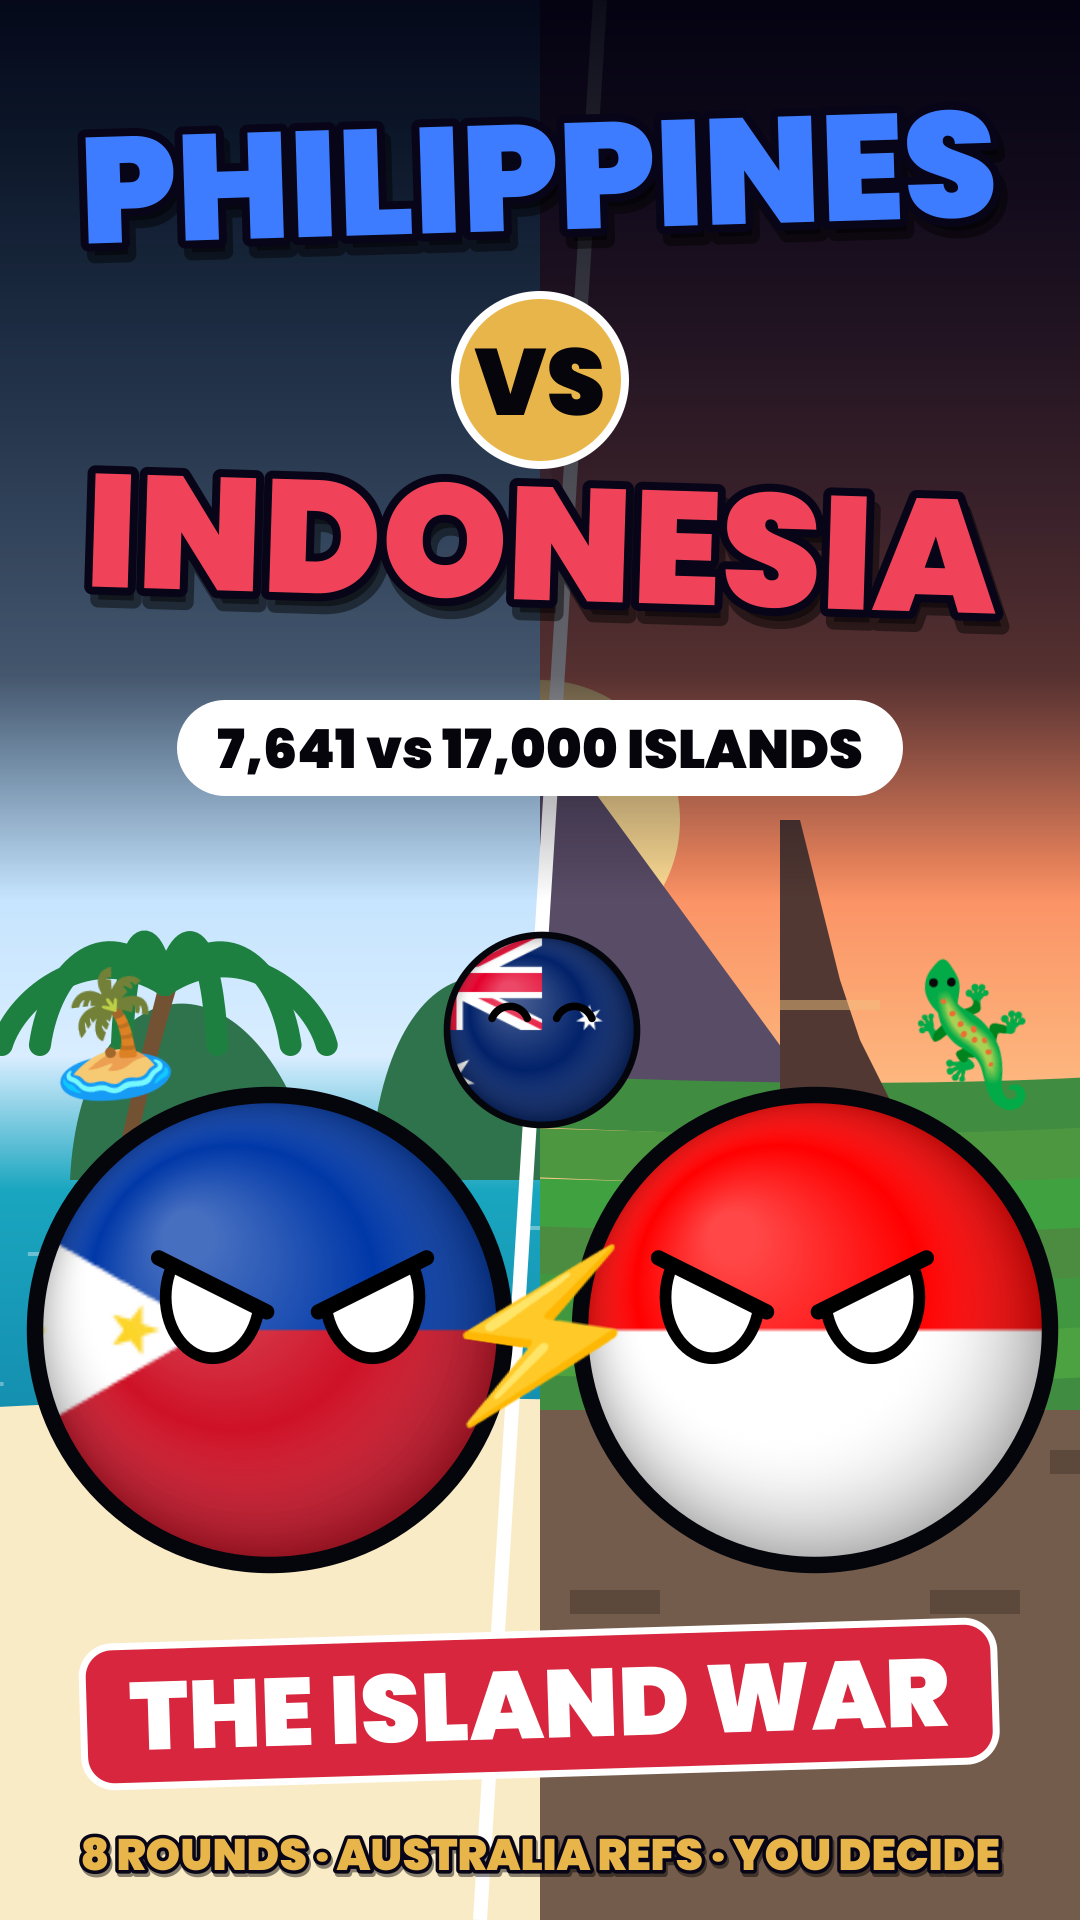 PHILIPPINES
VS
INDONESIA
7,641 vs 17,000 ISLANDS
THE ISLAND WAR
8 ROUNDS • AUSTRALIA REFS • YOU DECIDE